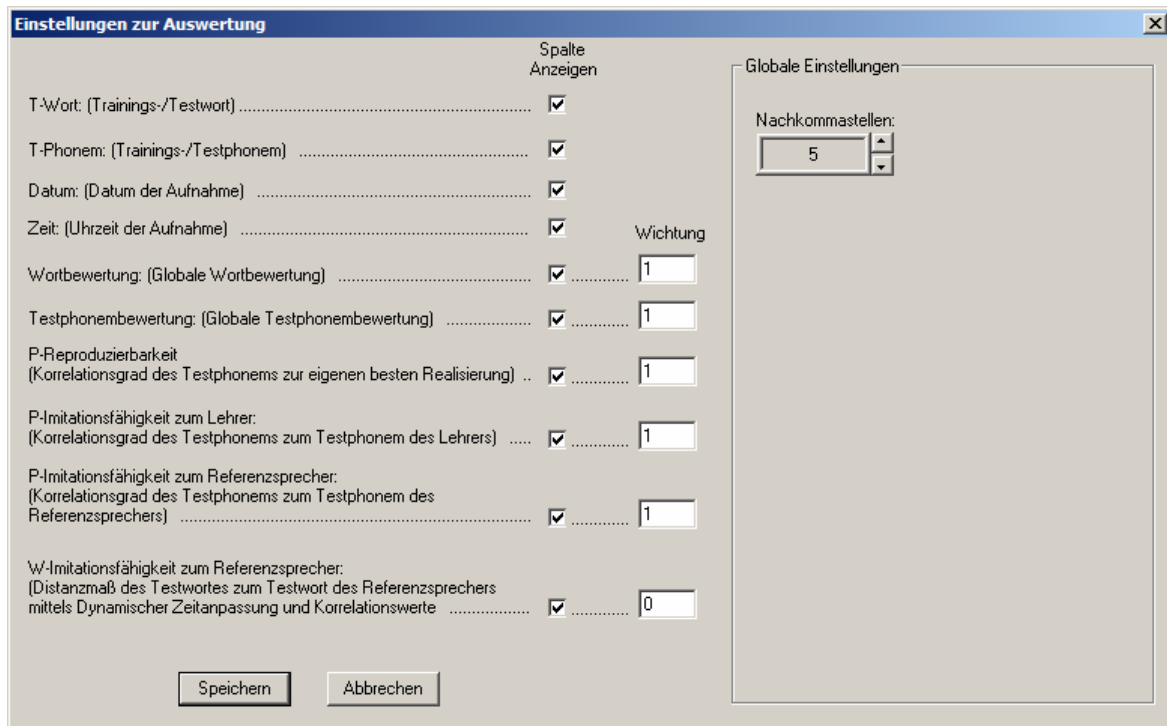 Einstellungen zur Auswertung
Spalte
Anzeigen
T-Wort: (Trainings-/Testwort) ....................................................................
T-Phonem: (Trainings-/Testphonem) .....................................................
Datum: (Datum der Aufnahme) ...............................................................
Zeit: (Uhrzeit der Aufnahme) ...................................................................
Wichtung
Wortbewertung: (Globale Wortbewertung) ............................................. ............. 1
Testphonembewertung: (Globale Testphonembewertung) .................... ............. 1
P-Reproduzierbarkeit
(Korrelationsgrad des Testphonems zur eigenen besten Realisierung) .. ............. 1
P-Imitationsfähigkeit zum Lehrer:
(Korrelationsgrad des Testphonems zum Testphonem des Lehrers) ..... ............. 1
P-Imitationsfähigkeit zum Referenzsprecher:
(Korrelationsgrad des Testphonems zum Testphonem des
Referenzsprechers) .................................................................................. ............. 1
W-Imitationsfähigkeit zum Referenzsprecher:
(Distanzmaß des Testwortes zum Testwort des Referenzsprechers
mittels Dynamischer Zeitanpassung und Korrelationswerte ................... ............. 0
Speichern Abbrechen
Globale Einstellungen
Nachkommastellen:
5